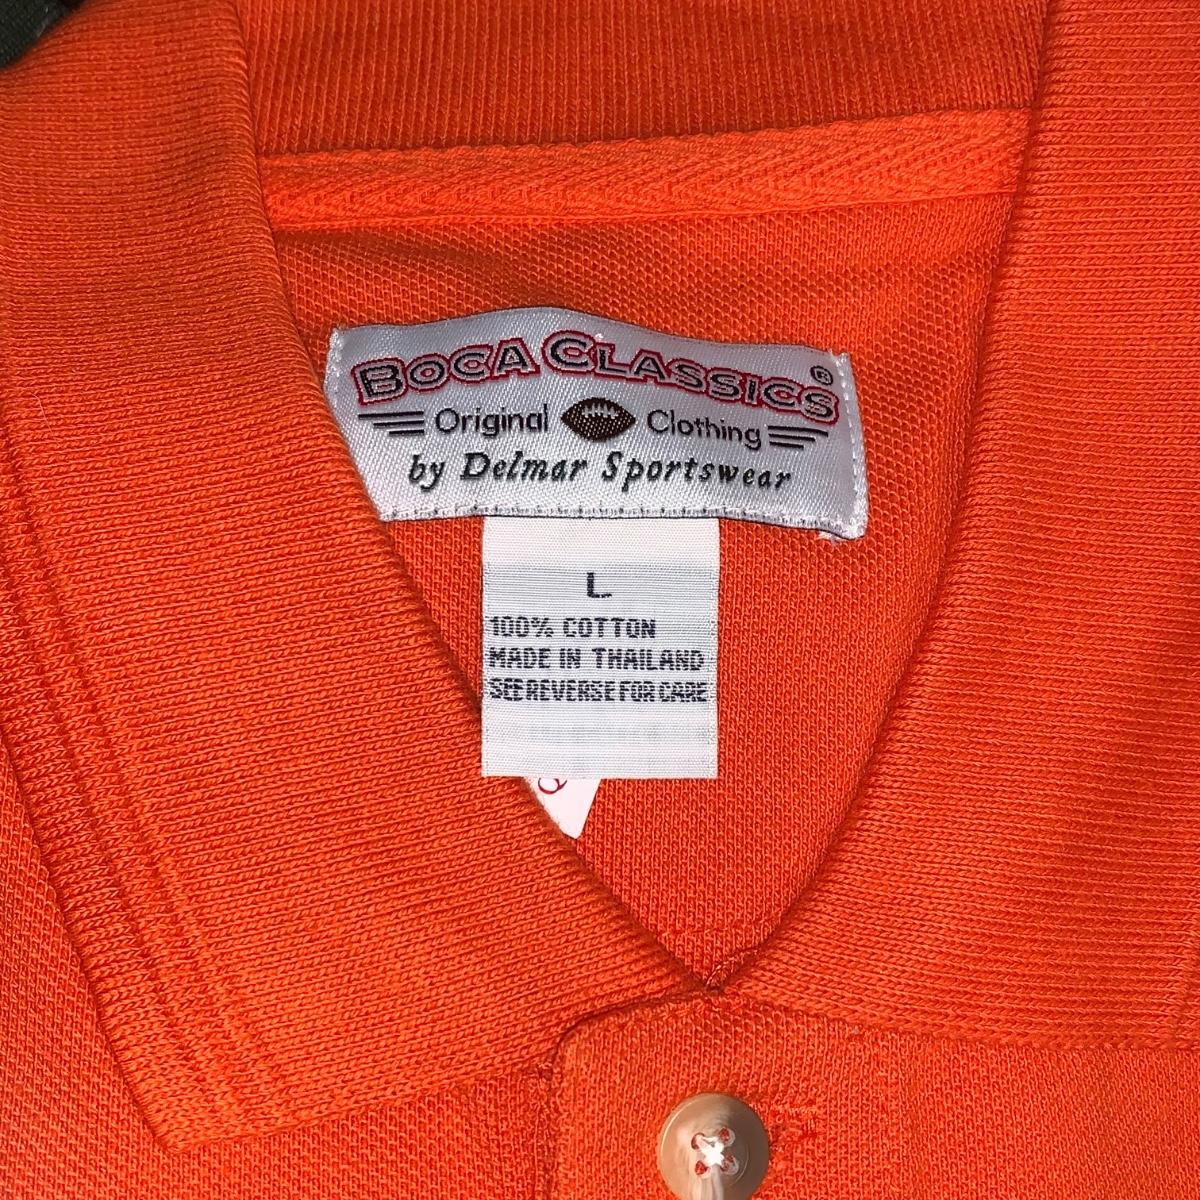 BOCA CLASSICS®
Original Clothing
by Delmar Sportswear
L
100% COTTON
MADE IN THAILAND
SEE REVERSE FOR CARE